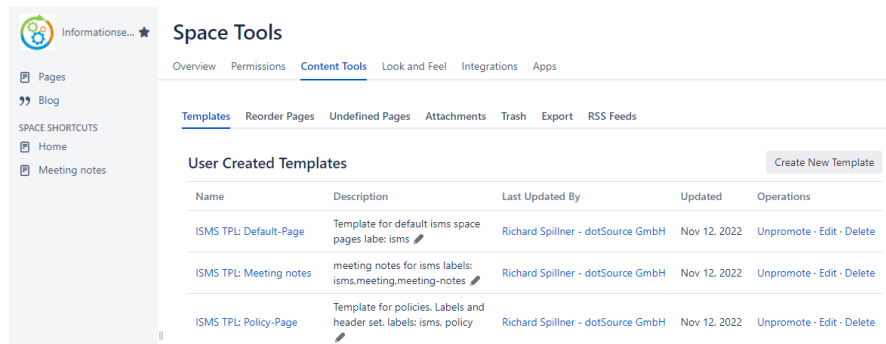 Informationse...
Space Tools
Overview Permissions Content Tools Look and Feel Integrations Apps
Pages
Blog
SPACE SHORTCUTS
Home
Meeting notes
Templates Reorder Pages Undefined Pages Attachments Trash Export RSS Feeds
User Created Templates
Create New Template
Name Description Last Updated By Updated Operations
ISMS TPL: Default-Page
Template for default isms space
pages labe: isms
Richard Spillner - dotSource GmbH Nov 12, 2022 Unpromote · Edit · Delete
ISMS TPL: Meeting notes
meeting notes for isms labels:
isms,meeting,meeting-notes
Richard Spillner - dotSource GmbH Nov 12, 2022 Unpromote · Edit · Delete
ISMS TPL: Policy-Page
Template for policies. Labels and
header set. labels: isms, policy
Richard Spillner - dotSource GmbH Nov 12, 2022 Unpromote · Edit · Delete